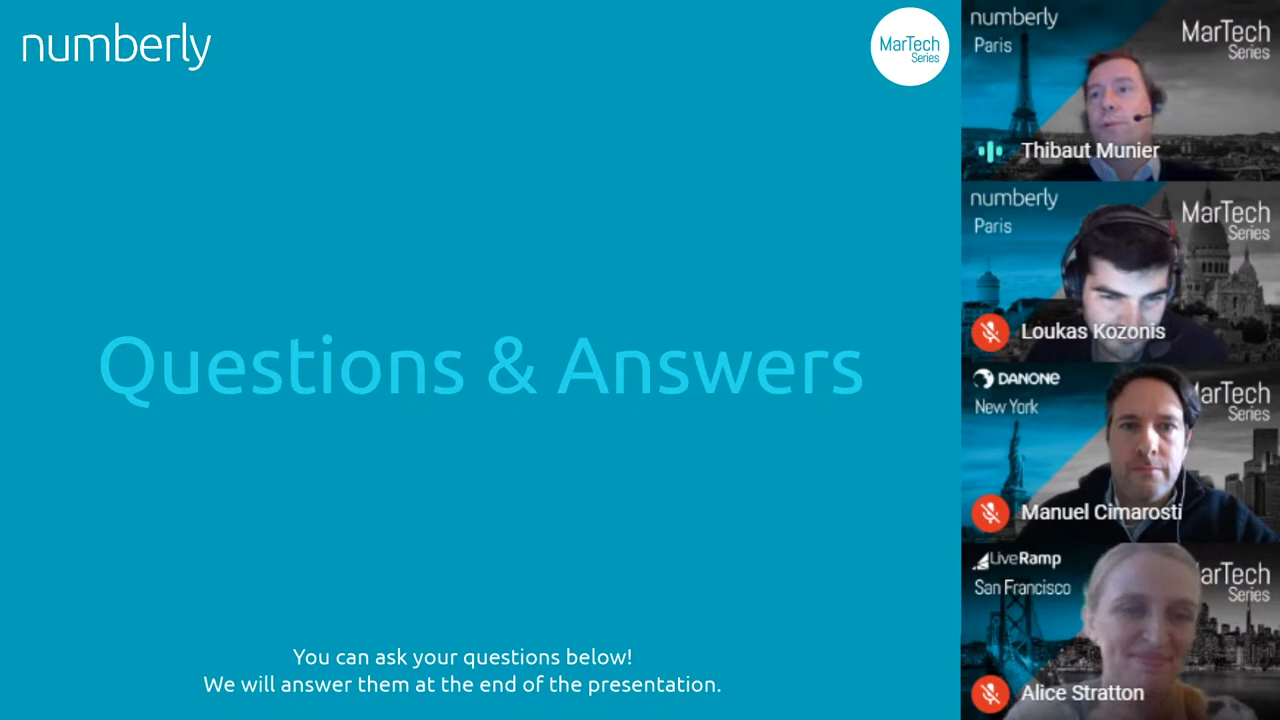 numberly
MarTech
Series
Questions & Answers
You can ask your questions below!
We will answer them at the end of the presentation.
numberly
Paris
MarTech
Series
Thibaut Munier
numberly
Paris
MarTech
Series
Loukas Kozonis
DANONE
New York
arTech
Series
Manuel Cimarosti
LiveRamp
San Francisco
arTech
Series
Alice Stratton